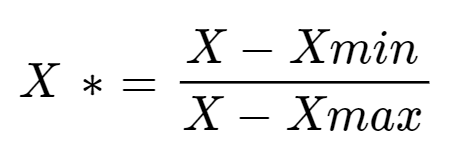 X * = X − Xmin
X − Xmax